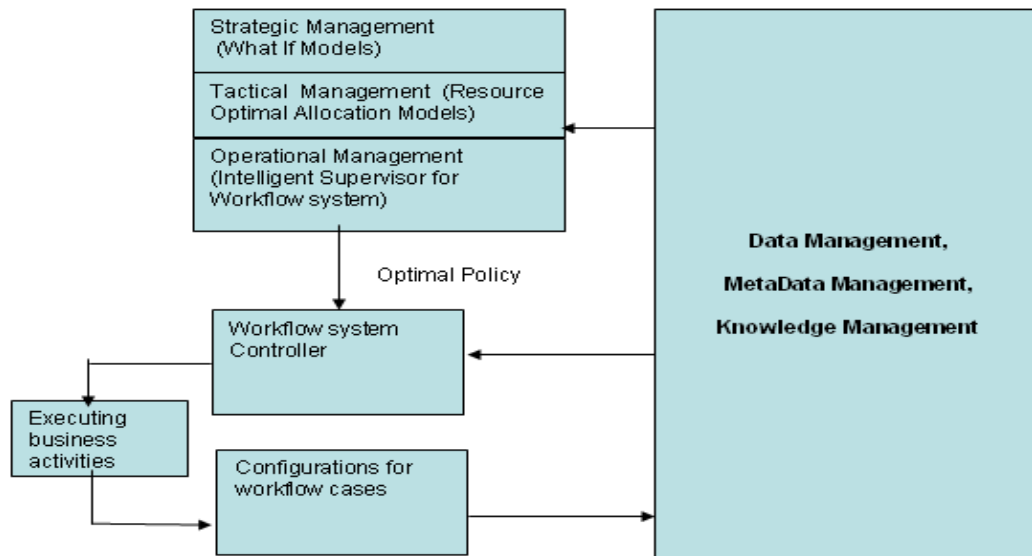 Strategic Management
(What If Models)
Tactical Management (Resource
Optimal Allocation Models)
Operational Management
(Intelligent Supervisor for
Workflow system)
Optimal Policy
Workflow system
Controller
Executing
business
activities
Configurations for
workflow cases
Data Management,
MetaData Management,
Knowledge Management